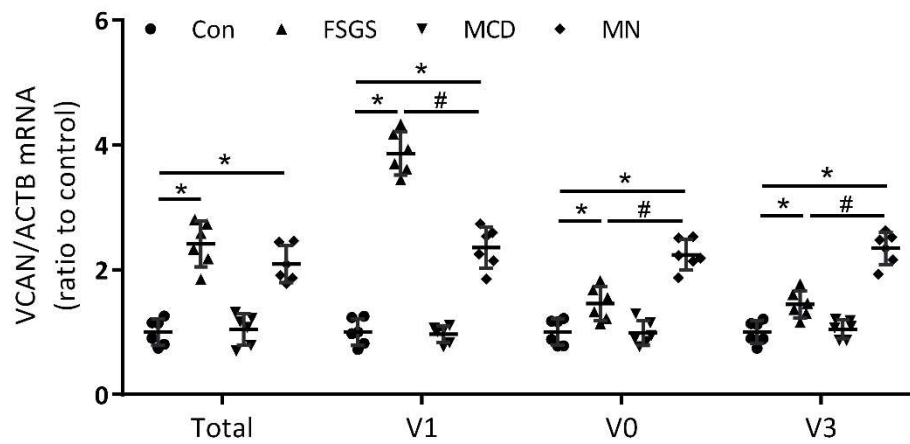 Con FSGS MCD MN
VCAN/ACTB mRNA
(ratio to control)
6
4
2
0
* *
* * #
* * #
* * #
Total V1 V0 V3